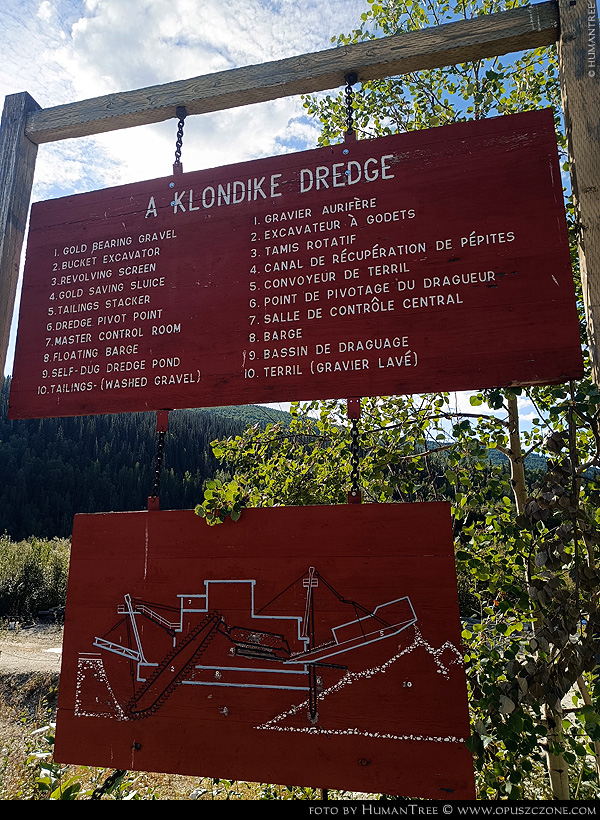 © HUMANTREE
A KLONDIKE DREDGE
1. GOLD BEARING GRAVEL
2. BUCKET EXCAVATOR
3. REVOLVING SCREEN
4. GOLD SAVING SLUICE
5. TAILINGS STACKER
6. DREDGE PIVOT POINT
7. MASTER CONTROL ROOM
8. FLOATING BARGE
9. SELF-DUG DREDGE POND
10. TAILINGS-(WASHED GRAVEL)
1. GRAVIER AURIFÈRE
2. EXCAVATEUR À GODETS
3. TAMIS ROTATIF
4. CANAL DE RÉCUPÉRATION DE PÉPITES
5. CONVOYEUR DE TERRIL
6. POINT DE PIVOTAGE DU DRAGUEUR
7. SALLE DE CONTRÔLE CENTRAL
8. BARGE
9. BASSIN DE DRAGUAGE
10. TERRIL (GRAVIER LAVÉ)
7
5
10
FOTO BY HUMANTREE © WWW.OPUSZCZONE.COM